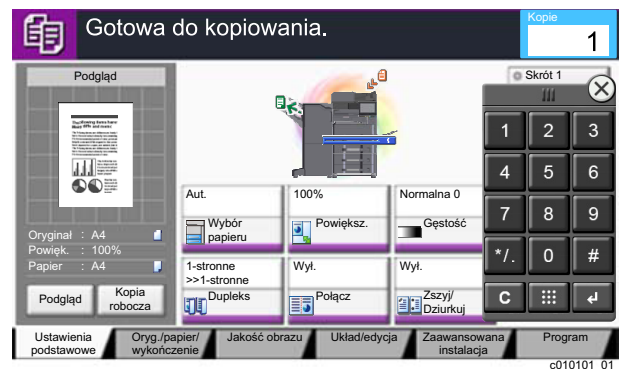 Gotowa do kopiowania.
Kopie
1
Podgląd
Oryginał : A4
Powięk. : 100%
Papier : A4
Podgląd
Kopia
robocza
Skrót 1
Aut.
Wybór
papieru
100%
Powiększ.
Normalna 0
Gęstość
1-stronne
>>1-stronne
Dupleks
Wył.
Połącz
Wył.
Zszyj/
Dziurkuj
1 2 3
4 5 6
7 8 9
*/. 0 #
C
Ustawienia
podstawowe
Oryg./papier/
wykończenie
Jakość obrazu
Układ/edycja
Zaawansowana
instalacja
Program
c010101_01